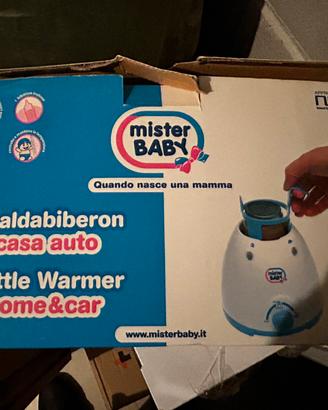 mister
BABY
Quando nasce una mamma
aldabiberon
casa auto
ttle Warmer
ome&car
www.misterbaby.it
mister
BABY